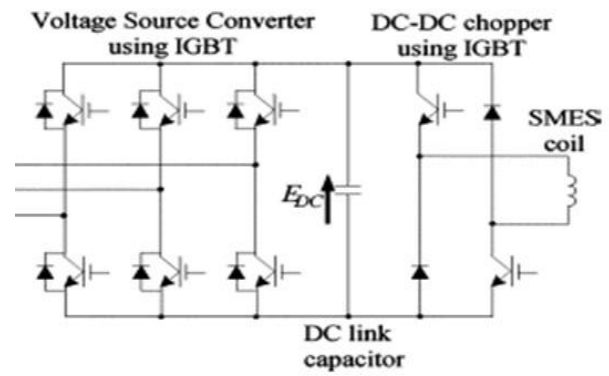 Voltage Source Converter
using IGBT
DC-DC chopper
using IGBT
SMES
coil
EDC
DC link
capacitor